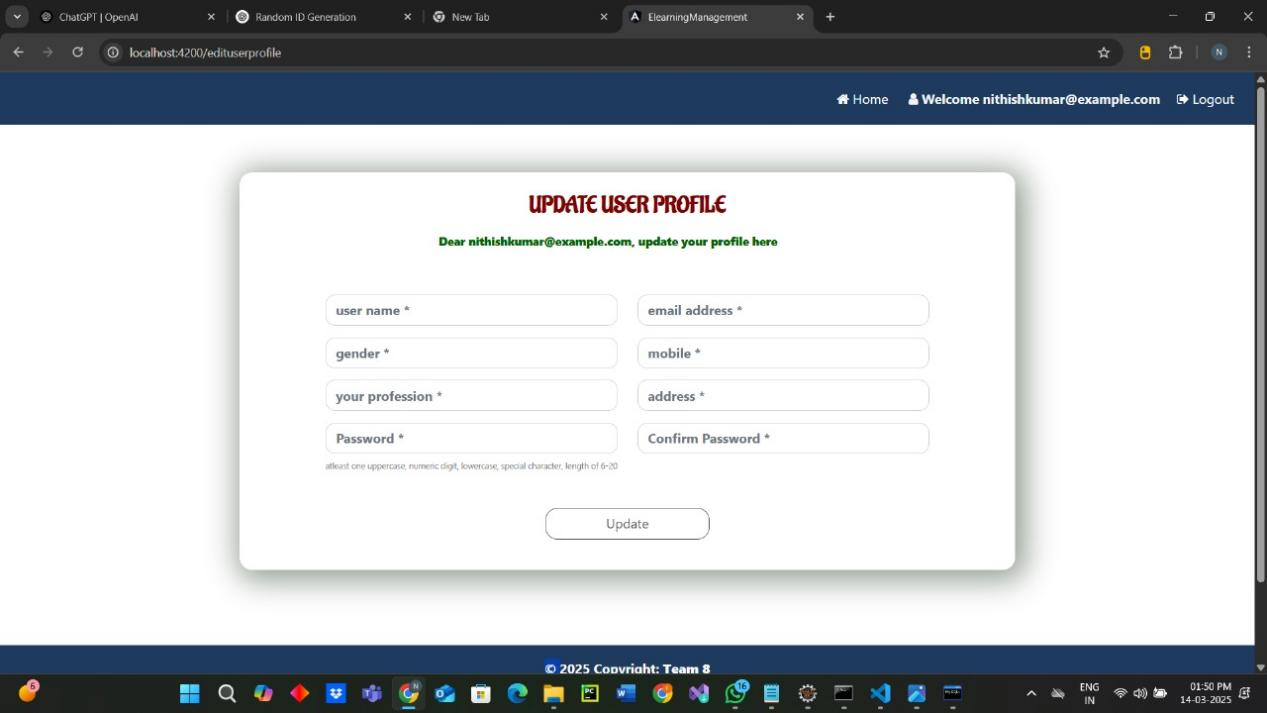 ChatGPT | OpenAI
Random ID Generation
New Tab
ElearningManagement
localhost:4200/edituserprofile
N
Home
Welcome nithishkumar@example.com
Logout
UPDATE USER PROFILE
Dear nithishkumar@example.com, update your profile here
user name *
email address *
gender *
mobile *
your profession *
address *
Password *
Confirm Password *
atleast one uppercase, numeric digit, lowercase, special character, length of 6-20
Update
© 2025 Copyright: Team 8
6
16
ENG
IN
01:50 PM
14-03-2025